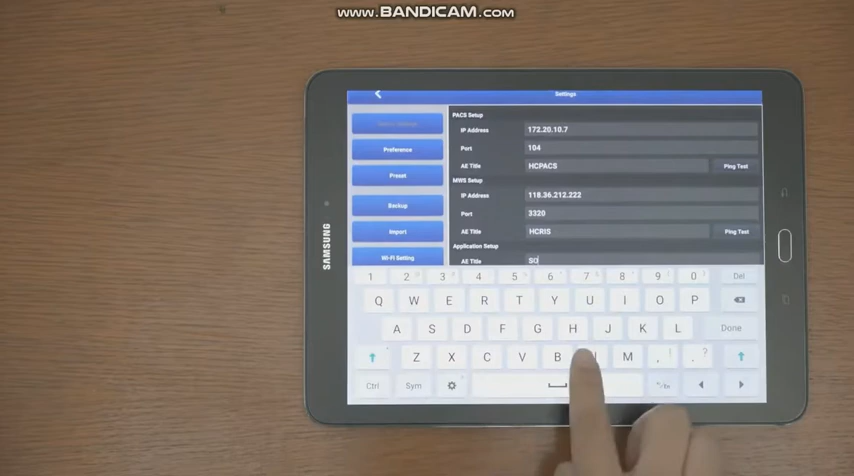 www.BANDICAM.com
Settings
PACS Setup
IP Address 172.20.10.7
Port 104
AE Title HCPACS Ping Test
MWS Setup
IP Address 118.36.212.222
Port 3320
AE Title HCRIS Ping Test
Application Setup
AE Title SO
Preference
Preset
Backup
Import
Wi-Fi Setting
SAMSUNG
1 2 3 4 5 6 7 8 9 0 Del
Q W E R T Y U I O P
A S D F G H J K L Done
Z X C V B M , ! . ?
Ctrl Sym